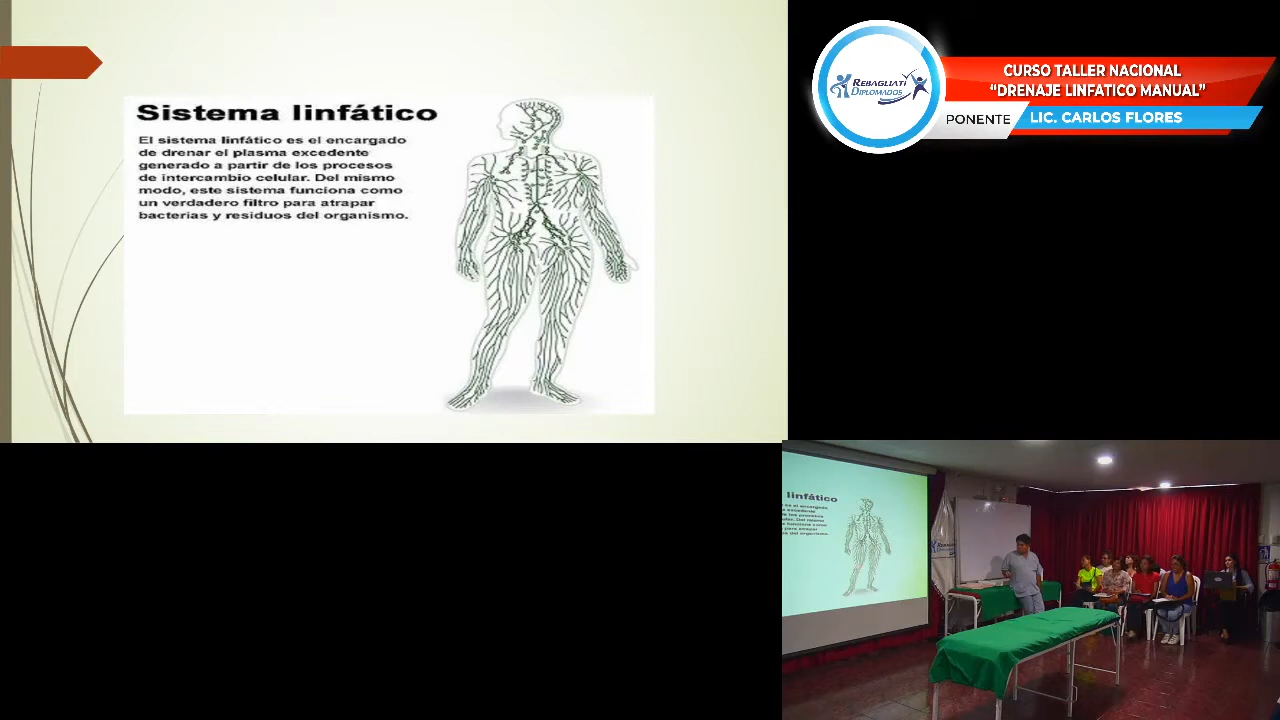 Sistema linfático
El sistema linfático es el encargado
de drenar el plasma excedente
generado a partir de los procesos
de intercambio celular. Del mismo
modo, este sistema funciona como
un verdadero filtro para atrapar
bacterias y residuos del organismo.
REBAGLIATI
DIPLOMADOS
CURSO TALLER NACIONAL
“DRENAJE LINFATICO MANUAL”
PONENTE
LIC. CARLOS FLORES
linfático